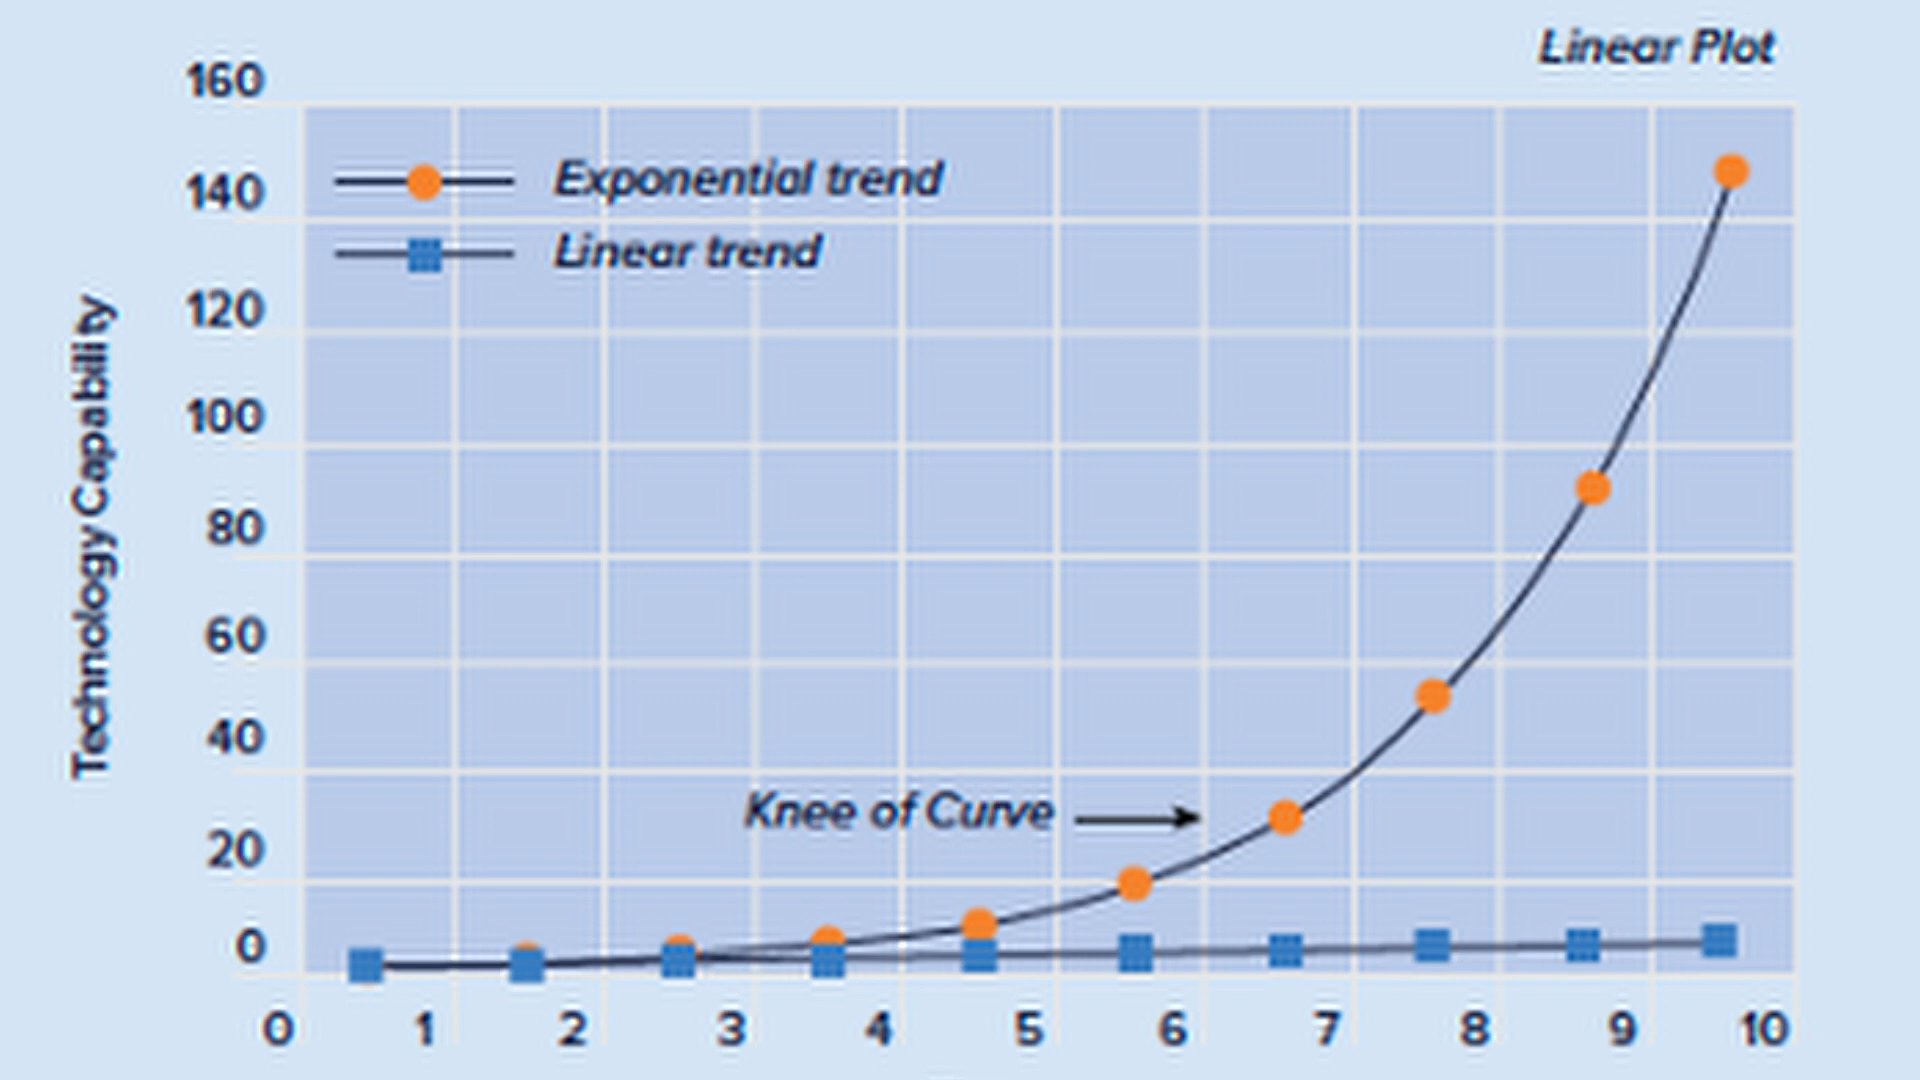 Linear Plot
160
Exponential trend
140
Linear trend
120
100
Technology Capability
80
60
40
Knee of Curve
20
0
0 1 2 3 4 5 6 7 8 9 10